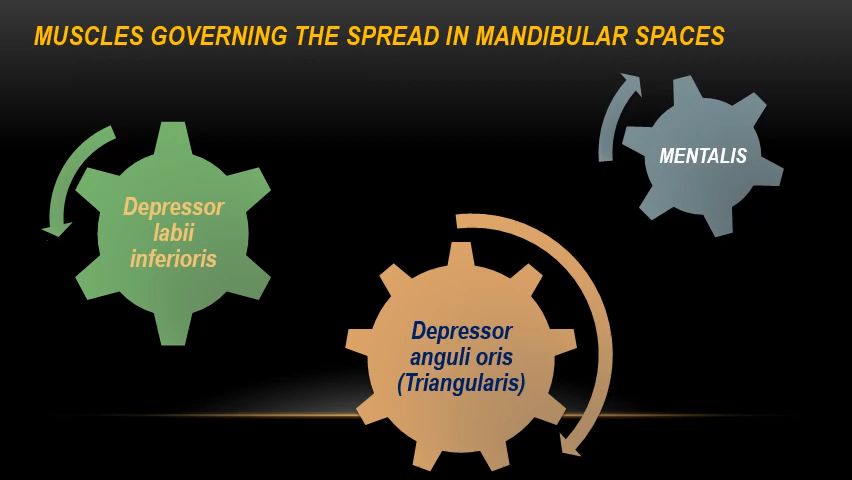 MUSCLES GOVERNING THE SPREAD IN MANDIBULAR SPACES
MENTALIS
Depressor
labii
inferioris
Depressor
anguli oris
(Triangularis)